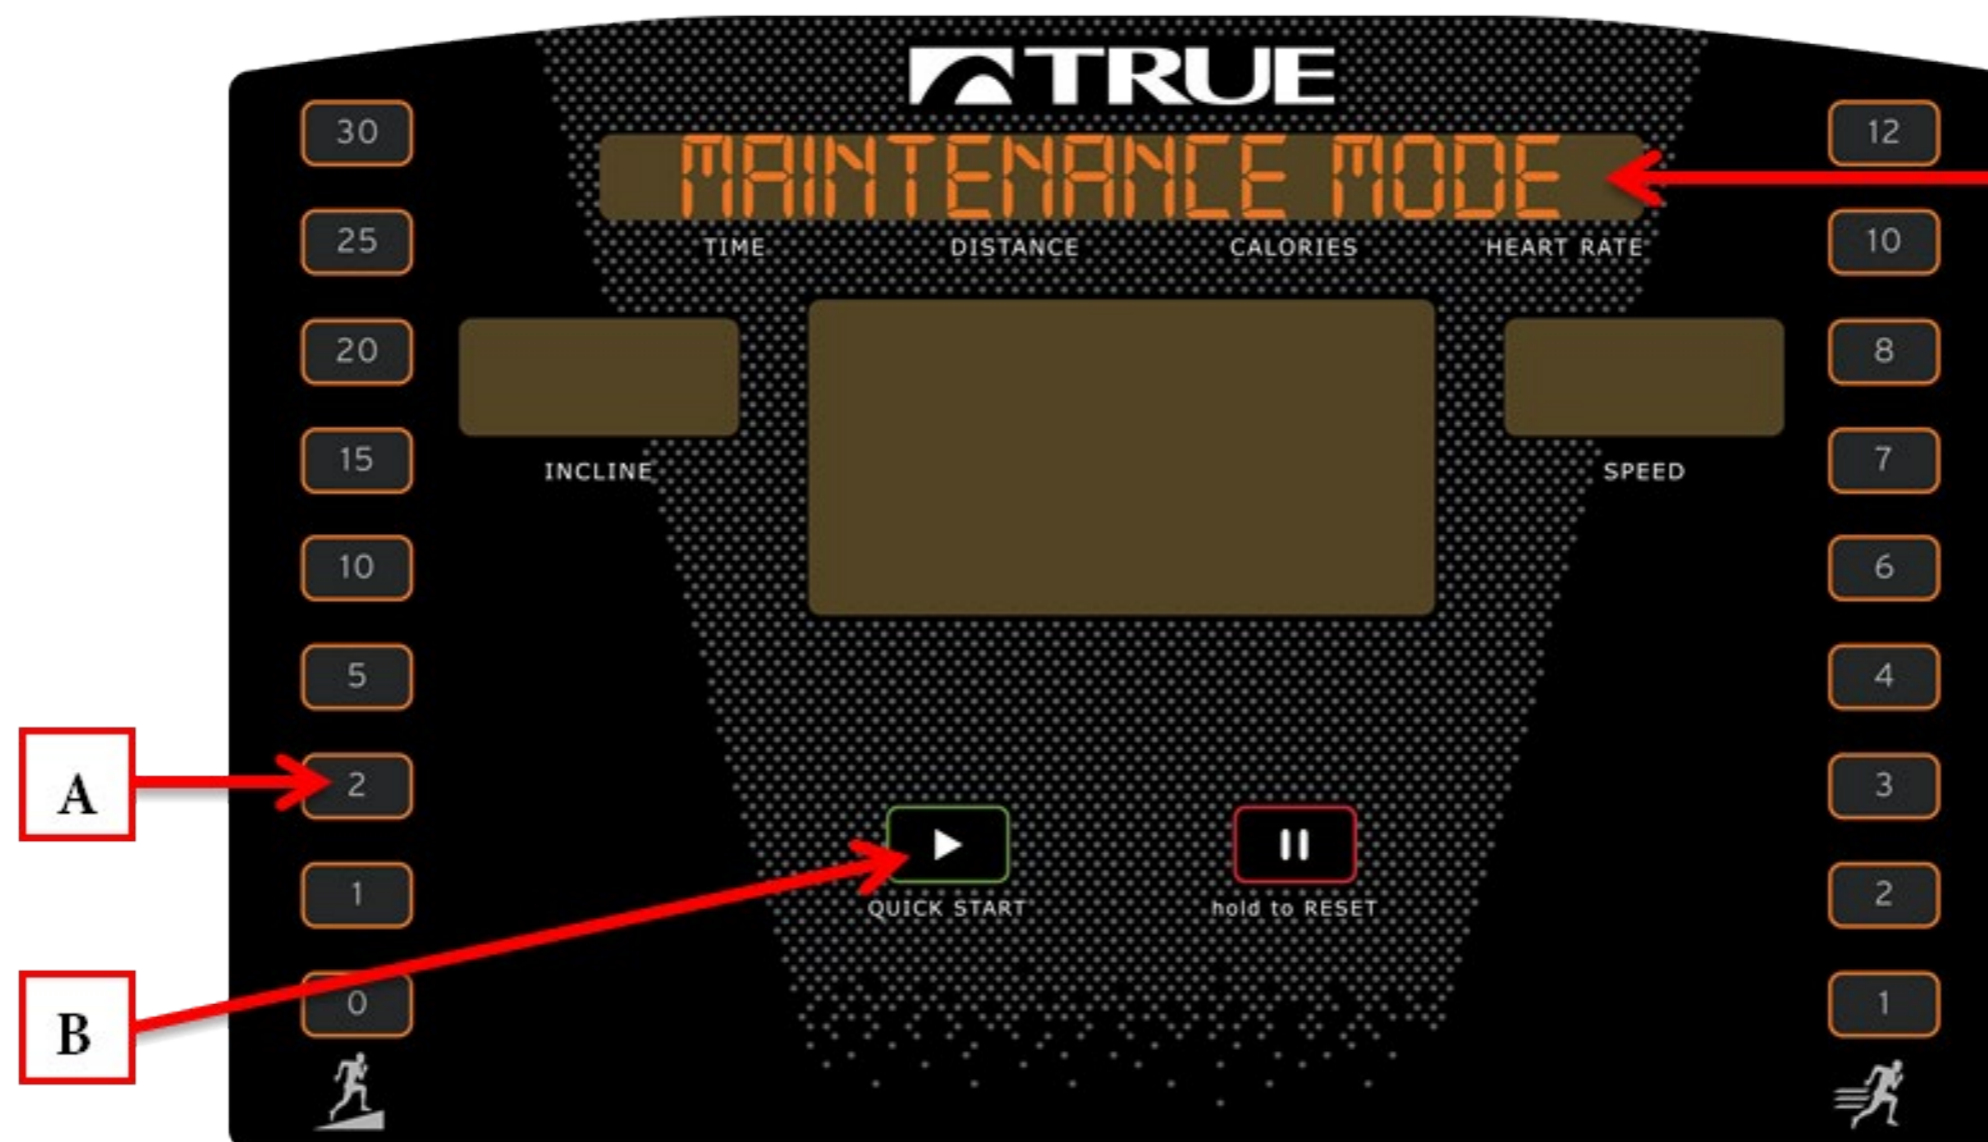 TRUE
MAINTENANCE MODE
TIME DISTANCE CALORIES HEART RATE
30
25
20
15
10
5
2
1
0
INCLINE
SPEED
12
10
8
7
6
4
3
2
1
QUICK START
hold to RESET
A
B